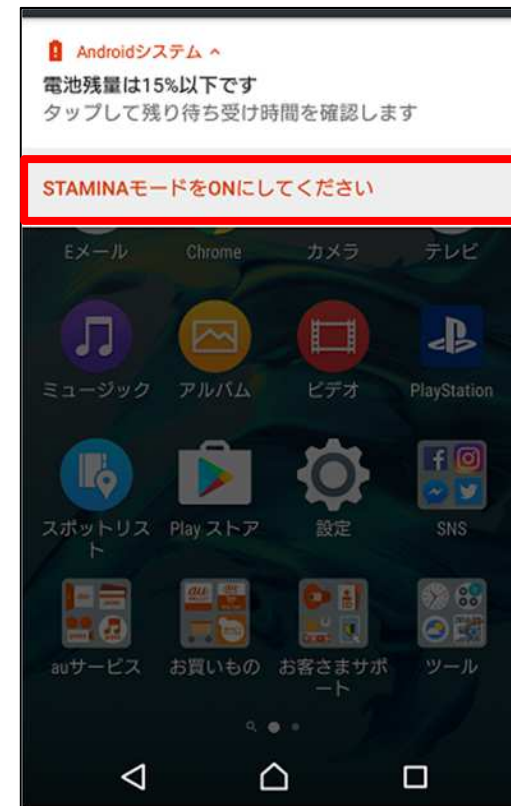 Androidシステム
電池残量は15%以下です
タップして残り待ち受け時間を確認します
STAMINAモードをONにしてください
Eメール Chrome カメラ テレビ
ミュージック アルバム ビデオ PlayStation
スポットリス Play ストア 設定 SNS
ト
auサービス お買いもの お客さまサポ ツール
ート